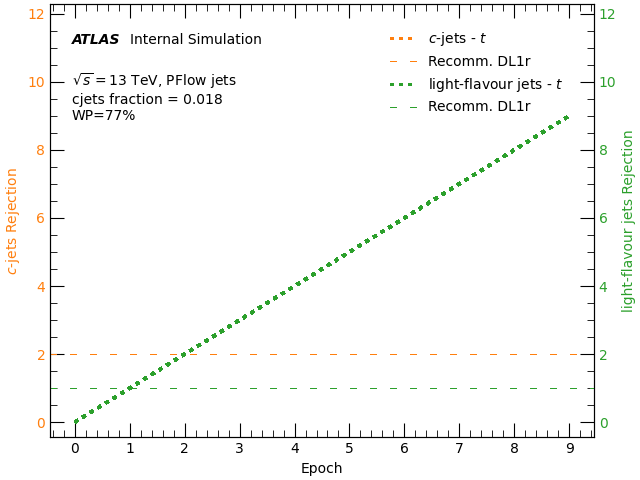 12
10
8
6
4
2
0
c-jets Rejection
ATLAS Internal Simulation
√s = 13 TeV, PFlow jets
cjets fraction = 0.018
WP=77%
c-jets - t
Recomm. DL1r
light-flavour jets - t
Recomm. DL1r
12
10
8
6
4
2
0
light-flavour jets Rejection
0 1 2 3 4 5 6 7 8 9
Epoch